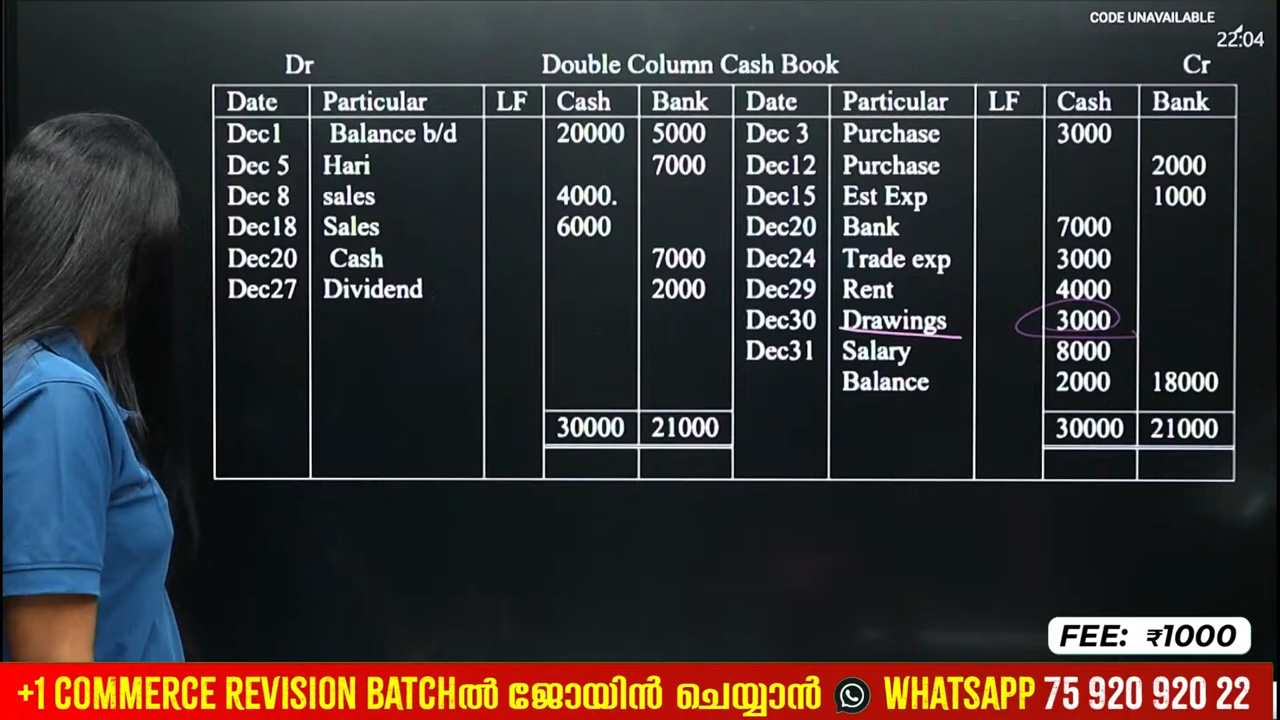 CODE UNAVAILABLE
22:04
Dr Double Column Cash Book Cr
Date Particular LF Cash Bank Date Particular LF Cash Bank
Dec1 Balance b/d 20000 5000 Dec 3 Purchase 3000
Dec 5 Hari 7000 Dec12 Purchase 2000
Dec 8 sales 4000. Dec15 Est Exp 1000
Dec18 Sales 6000 Dec20 Bank 7000
Dec20 Cash 7000 Dec24 Trade exp 3000
Dec27 Dividend 2000 Dec29 Rent 4000
Dec30 Drawings 3000
Dec31 Salary 8000
Balance 2000 18000
30000 21000 30000 21000
FEE: ₹1000
+1 COMMERCE REVISION BATCHൽ ജോയിൻ ചെയ്യാൻ WHATSAPP 75 920 920 22